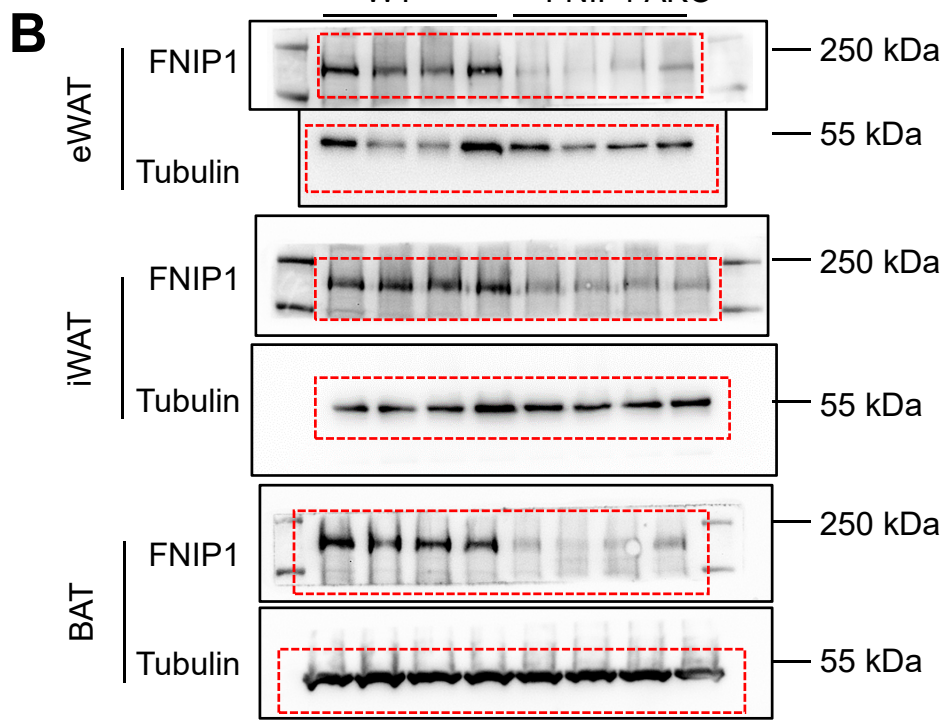 B
FNIP1
250 kDa
eWAT
55 kDa
Tubulin
FNIP1
250 kDa
iWAT
Tubulin
55 kDa
FNIP1
250 kDa
BAT
Tubulin
55 kDa